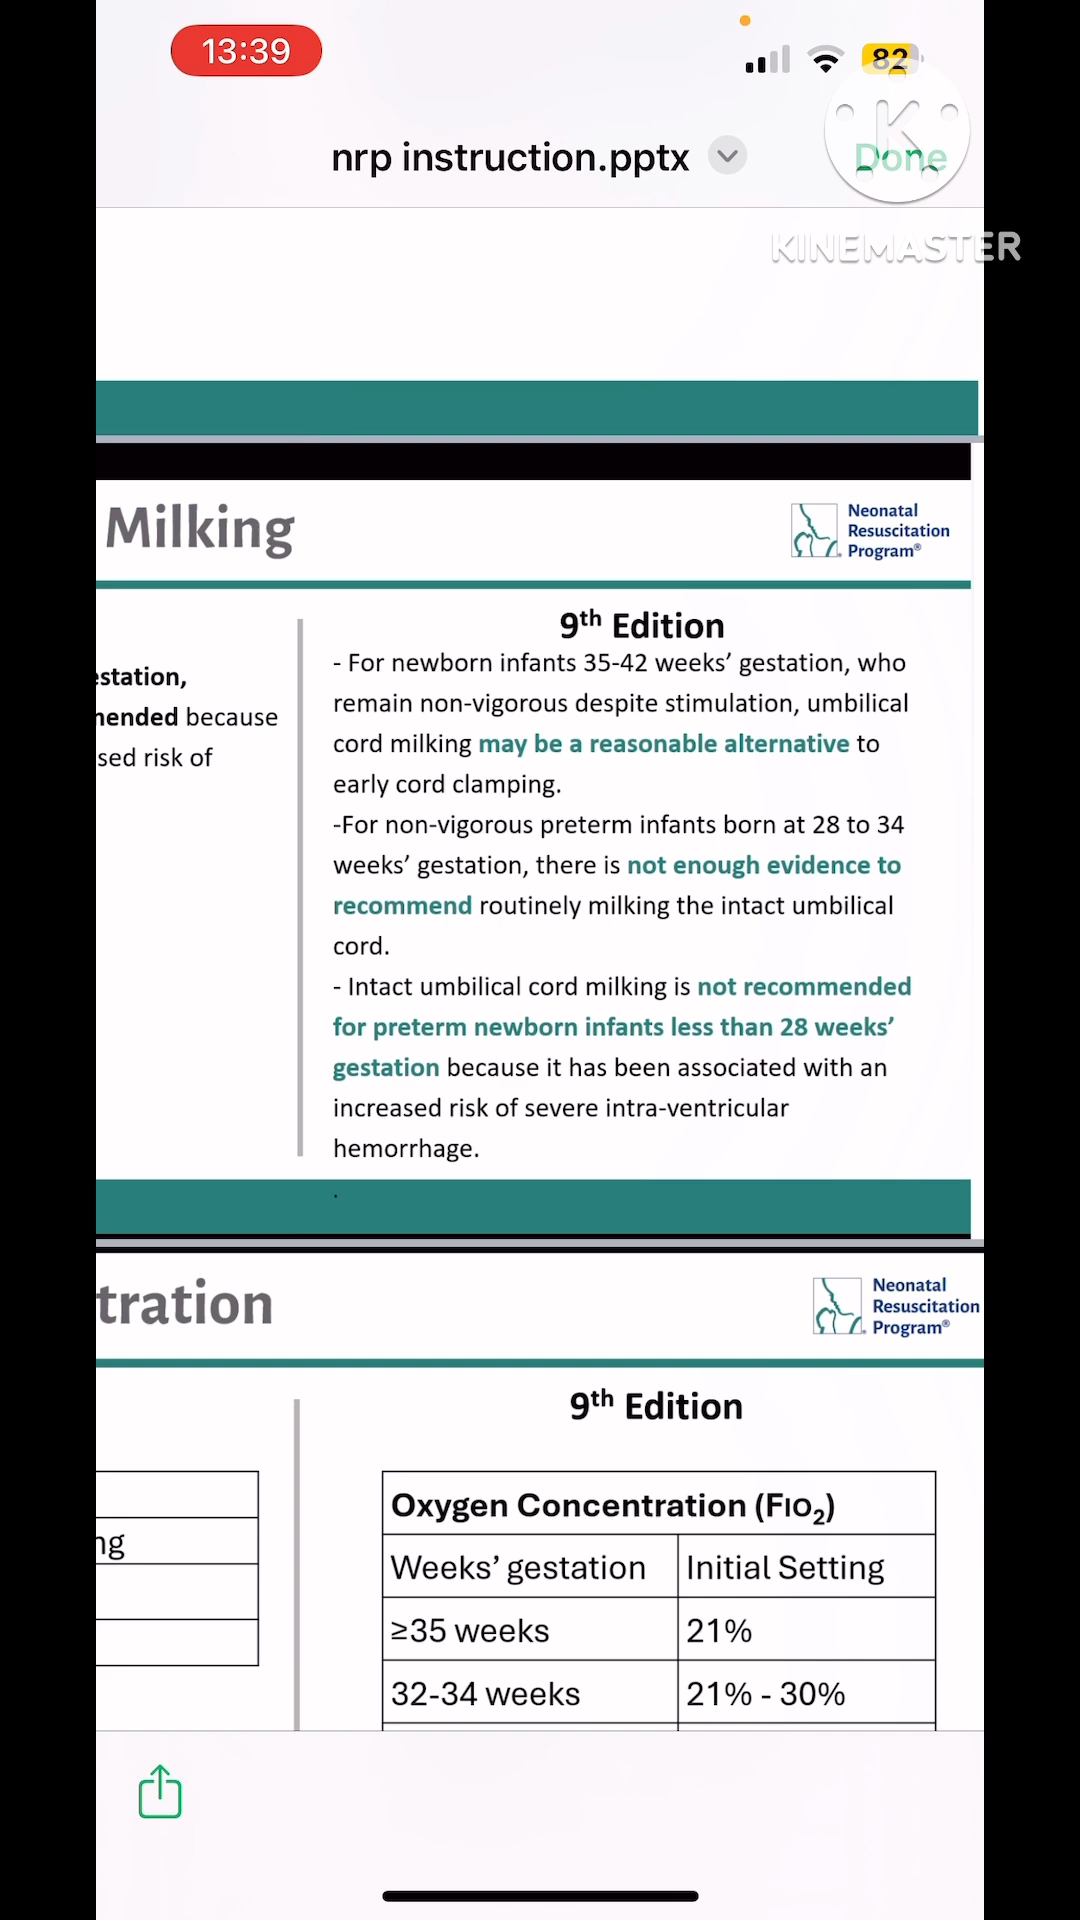 13:39
82
nrp instruction.pptx
Done
K
KINEMASTER
Milking
Neonatal
Resuscitation
Program®
9th Edition
estation,
because
sed risk of
- For newborn infants 35-42 weeks’ gestation, who
remain non-vigorous despite stimulation, umbilical
cord milking may be a reasonable alternative to
early cord clamping.
-For non-vigorous preterm infants born at 28 to 34
weeks’ gestation, there is not enough evidence to
recommend routinely milking the intact umbilical
cord.
- Intact umbilical cord milking is not recommended
for preterm newborn infants less than 28 weeks’
gestation because it has been associated with an
increased risk of severe intra-ventricular
hemorrhage.
.
tration
Neonatal
Resuscitation
Program®
9th Edition
ng
Oxygen Concentration (FIO2)
Weeks’ gestation Initial Setting
≥35 weeks 21%
32-34 weeks 21% - 30%